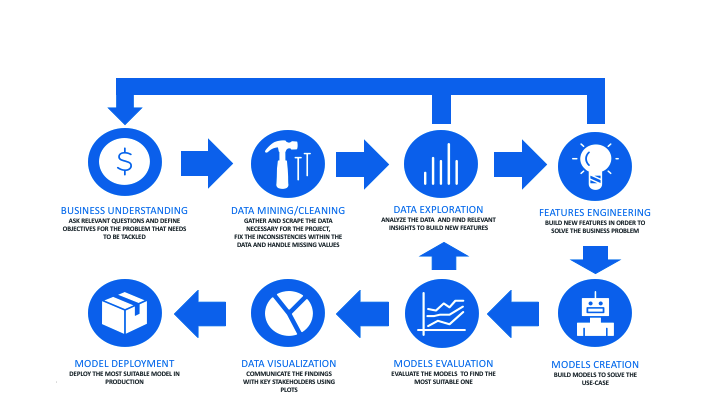 $
BUSINESS UNDERSTANDING
ASK RELEVANT QUESTIONS AND DEFINE
OBJECTIVES FOR THE PROBLEM THAT NEEDS
TO BE TACKLED
DATA MINING/CLEANING
GATHER AND SCRAPE THE DATA
NECESSARY FOR THE PROJECT,
FIX THE INCONSISTENCIES WITHIN THE
DATA AND HANDLE MISSING VALUES
DATA EXPLORATION
ANALYZE THE DATA AND FIND RELEVANT
INSIGHTS TO BUILD NEW FEATURES
FEATURES ENGINEERING
BUILD NEW FEATURES IN ORDER TO
SOLVE THE BUSINESS PROBLEM
MODEL DEPLOYMENT
DEPLOY THE MOST SUITABLE MODEL IN
PRODUCTION
DATA VISUALIZATION
COMMUNICATE THE FINDINGS
WITH KEY STAKEHOLDERS USING
PLOTS
MODELS EVALUATION
EVALUATE THE MODELS TO FIND THE
MOST SUITABLE ONE
MODELS CREATION
BUILD MODELS TO SOLVE THE
USE-CASE